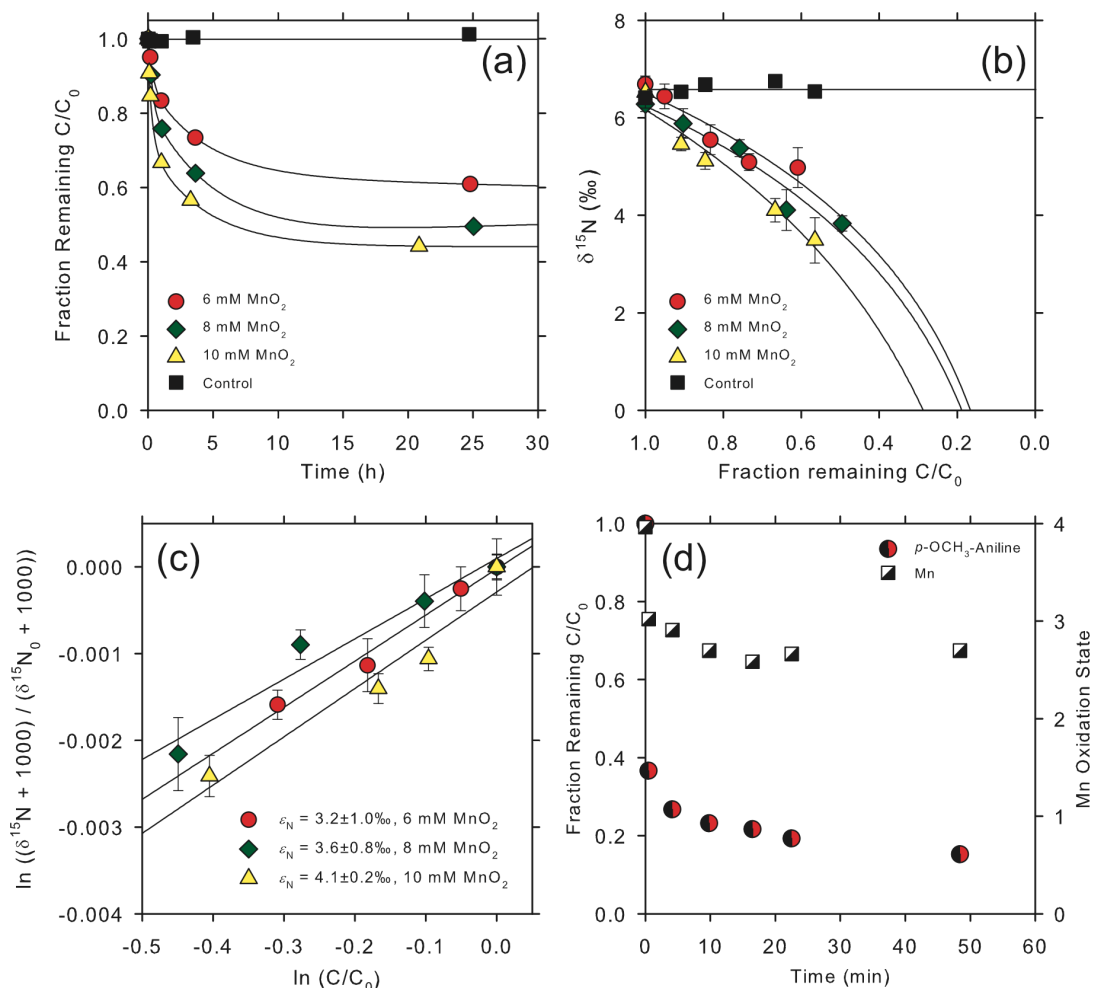 (a)
Fraction Remaining C/C₀
1.0
0.8
0.6
0.4
0.2
0.0
6 mM MnO₂
8 mM MnO₂
10 mM MnO₂
Control
0 5 10 15 20 25 30
Time (h)
(b)
δ¹⁵N (‰)
8
6
4
2
0
6 mM MnO₂
8 mM MnO₂
10 mM MnO₂
Control
1.0 0.8 0.6 0.4 0.2 0.0
Fraction remaining C/C₀
(c)
ln ((δ¹⁵N + 1000) / (δ¹⁵N₀ + 1000))
0.000
-0.001
-0.002
-0.003
-0.004
εN = 3.2±1.0‰, 6 mM MnO₂
εN = 3.6±0.8‰, 8 mM MnO₂
εN = 4.1±0.2‰, 10 mM MnO₂
-0.5 -0.4 -0.3 -0.2 -0.1 0.0
ln (C/C₀)
(d)
Fraction Remaining C/C₀
1.0
0.8
0.6
0.4
0.2
0.0
p-OCH₃-Aniline
Mn
4
3
2
1
0
Mn Oxidation State
0 10 20 30 40 50 60
Time (min)